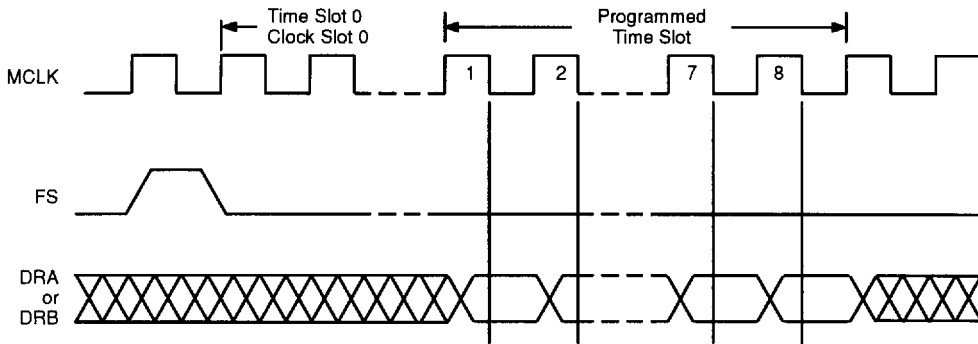 Time Slot 0
Clock Slot 0
Programmed
Time Slot
MCLK
1
2
7
8
FS
DRA
or
DRB